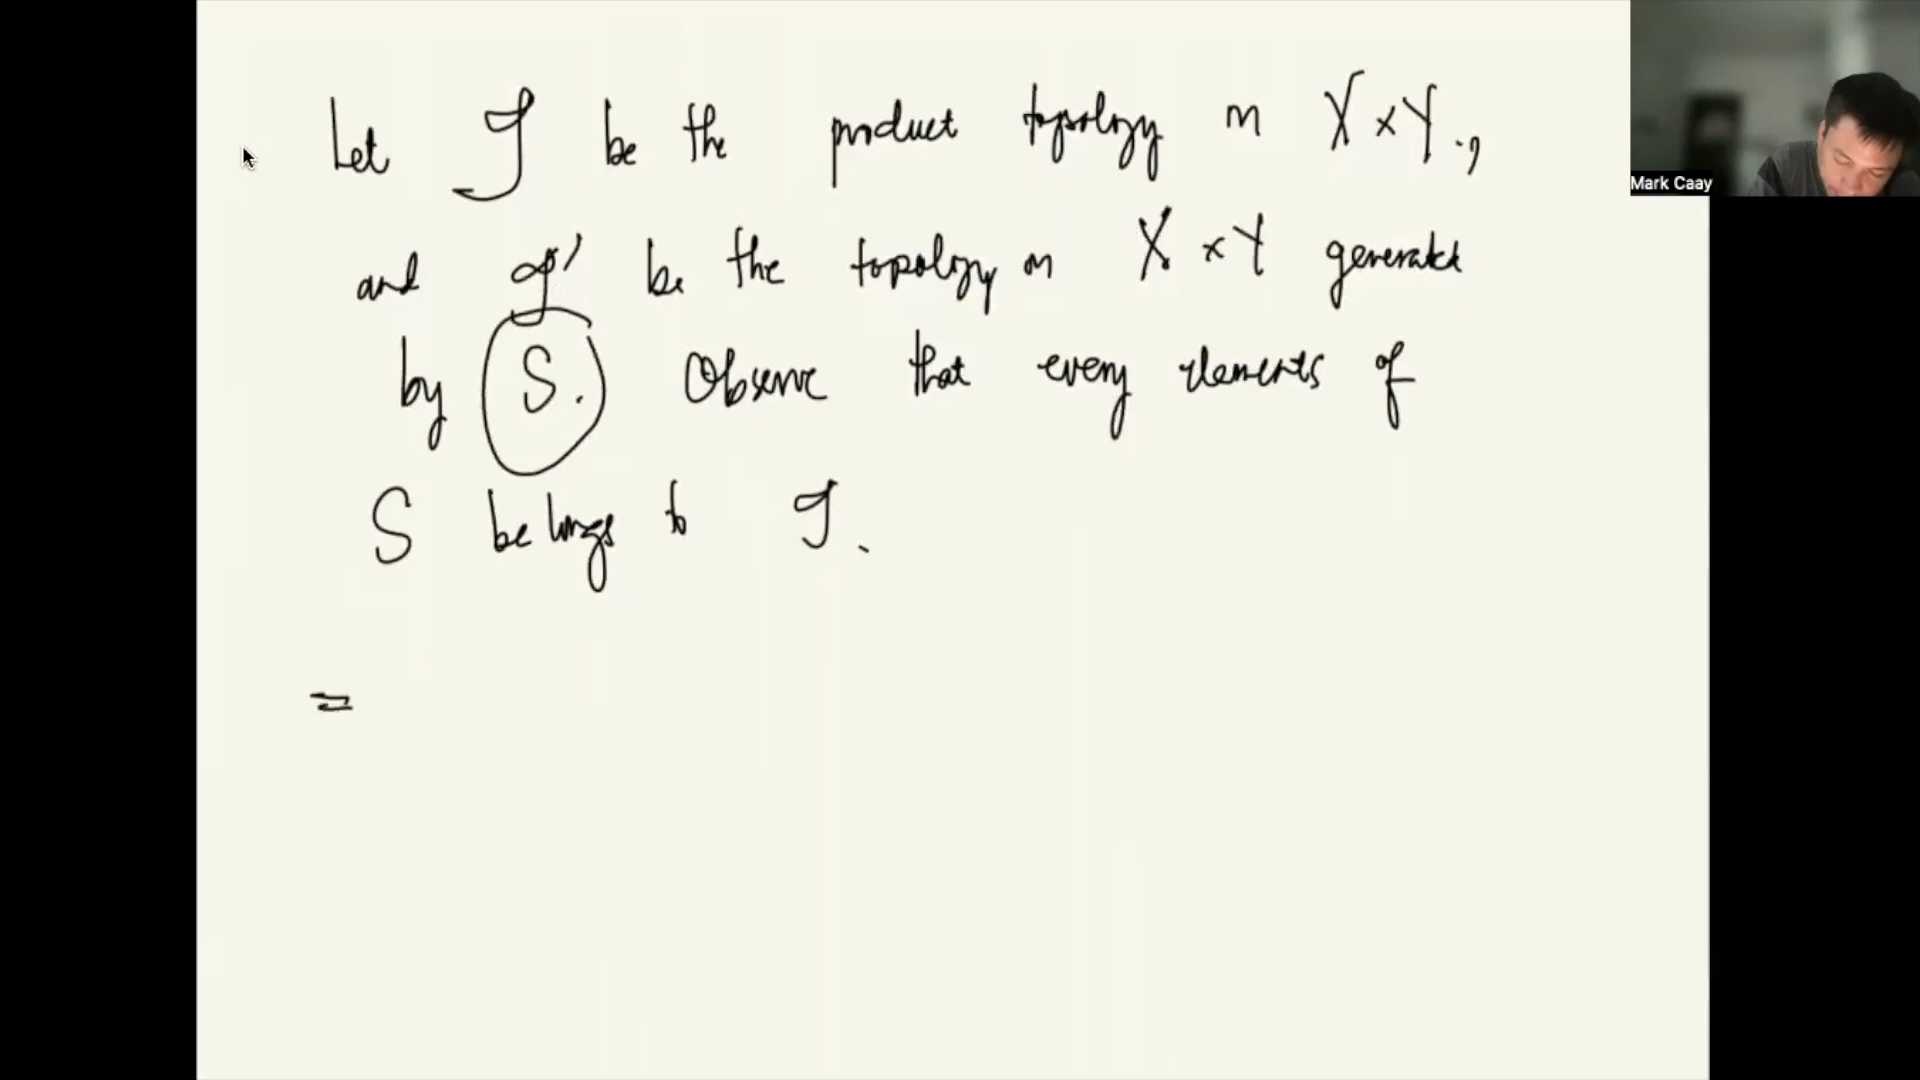 Let T be the product topology on X × Y.,
and T' be the topology on X × Y generated
by S. Observe that every elements of
S belongs to T.
=
Mark Caay